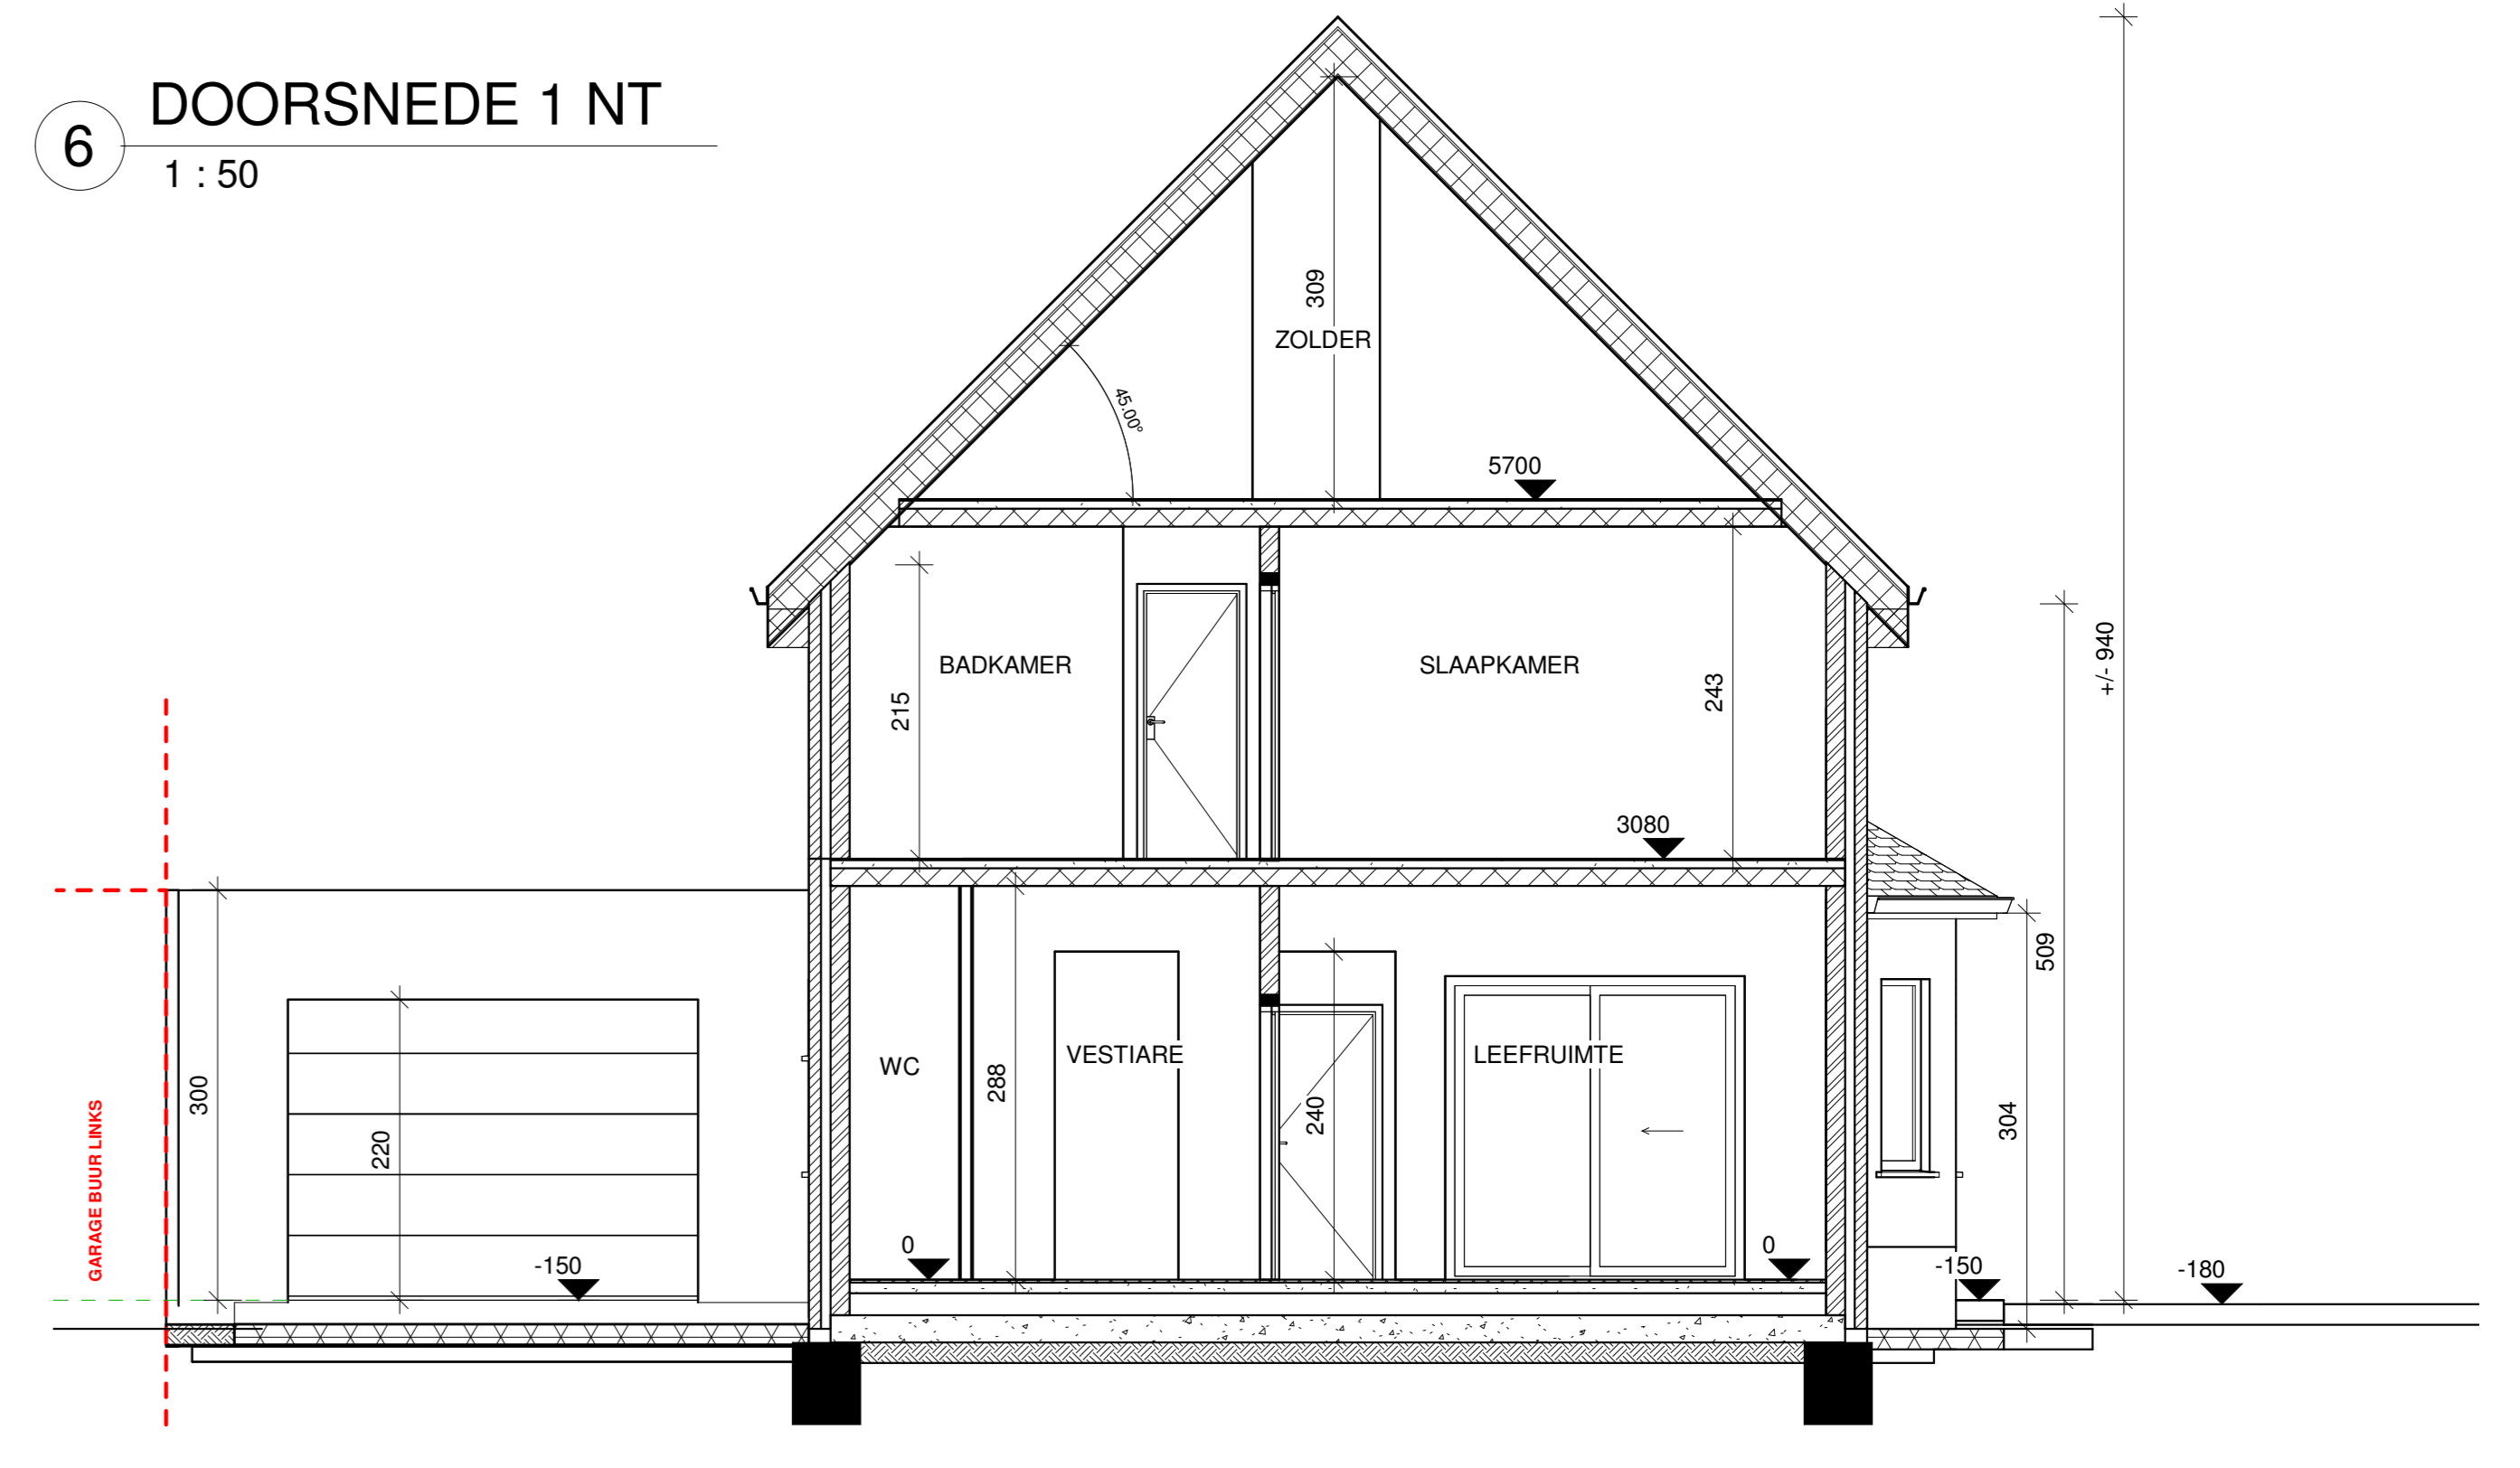 6
DOORSNEDE 1 NT
1 : 50
309
ZOLDER
45.00°
5700
+/- 940
BADKAMER
SLAAPKAMER
215
243
3080
509
WC
VESTIARE
LEEFRUIMTE
288
240
300
220
304
GARAGE BUUR LINKS
0
0
-150
-150
-180